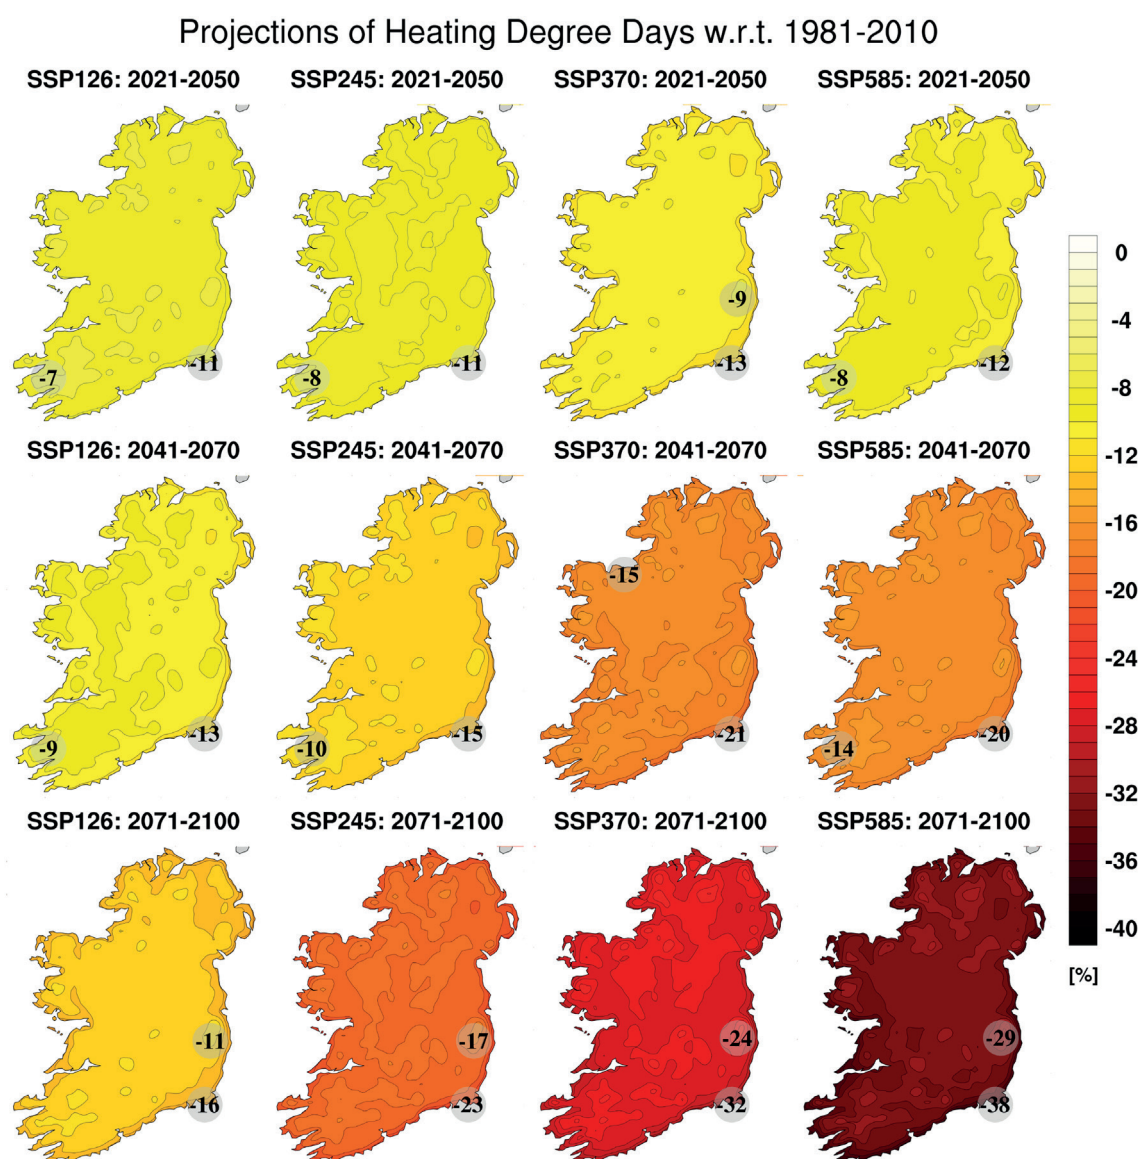 Projections of Heating Degree Days w.r.t. 1981-2010
SSP126: 2021-2050 SSP245: 2021-2050 SSP370: 2021-2050 SSP585: 2021-2050
-7 -11 -8 -11 -9 -13 -8 -12
SSP126: 2041-2070 SSP245: 2041-2070 SSP370: 2041-2070 SSP585: 2041-2070
-9 -13 -10 -15 -15 -21 -14 -20
SSP126: 2071-2100 SSP245: 2071-2100 SSP370: 2071-2100 SSP585: 2071-2100
-11 -16 -17 -23 -24 -32 -29 -38
0
-4
-8
-12
-16
-20
-24
-28
-32
-36
-40
[%]